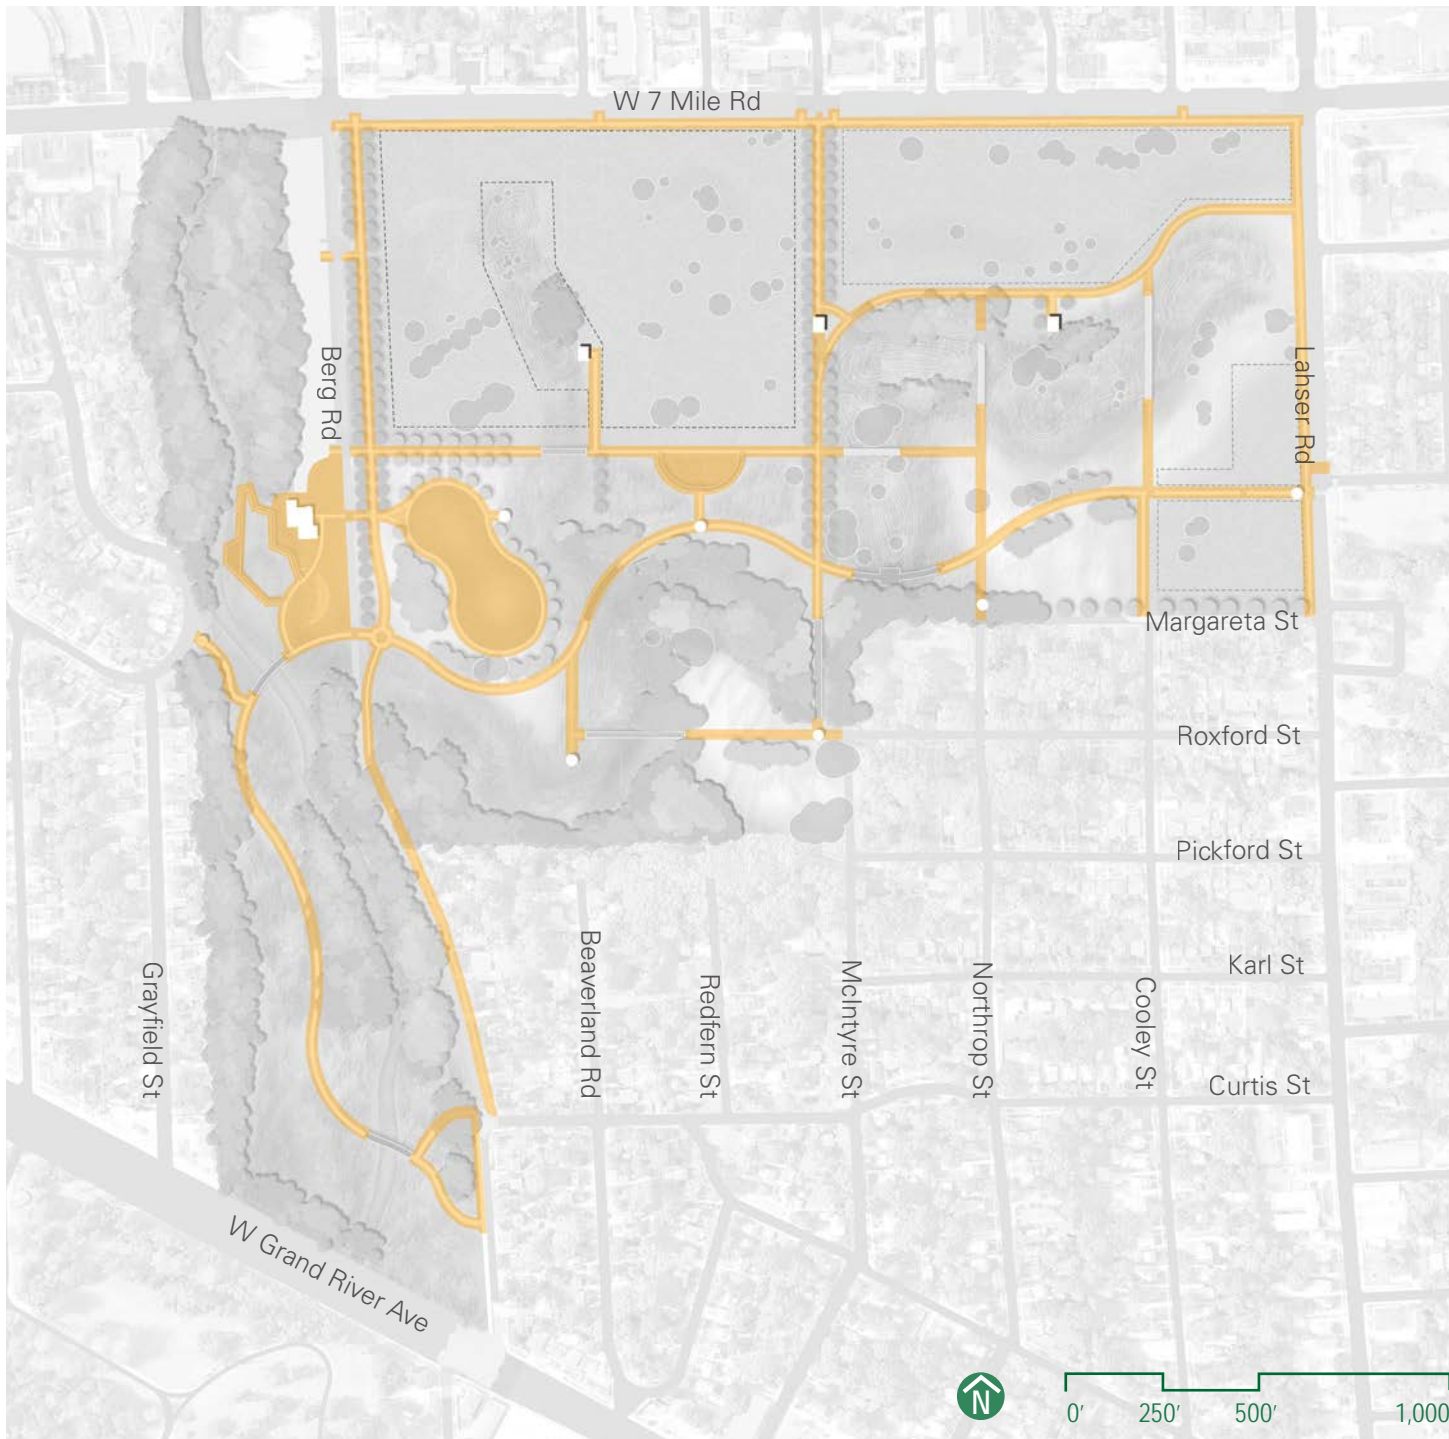 W 7 Mile Rd
Berg Rd
Lahser Rd
Margareta St
Roxford St
Pickford St
Karl St
Curtis St
Grayfield St
Beaverland Rd
Redfern St
McIntyre St
Northrop St
Cooley St
W Grand River Ave
N
0' 250' 500' 1,000